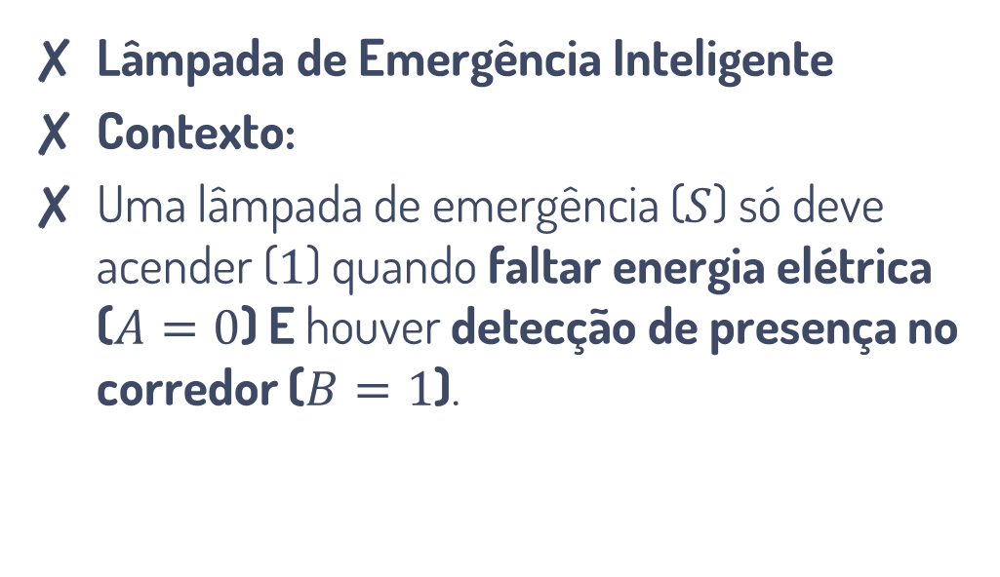 ✗ Lâmpada de Emergência Inteligente
✗ Contexto:
✗ Uma lâmpada de emergência (S) só deve
acender (1) quando faltar energia elétrica
(A = 0) E houver detecção de presença no
corredor (B = 1).